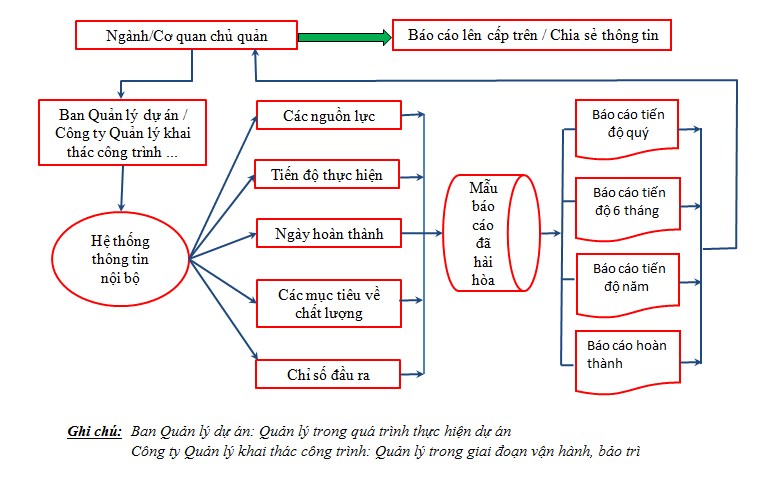 Ngành/Cơ quan chủ quản
Báo cáo lên cấp trên / Chia sẻ thông tin
Ban Quản lý dự án /
Công ty Quản lý khai
thác công trình ...
Hệ thống
thông tin
nội bộ
Các nguồn lực
Tiến độ thực hiện
Ngày hoàn thành
Các mục tiêu về
chất lượng
Chỉ số đầu ra
Mẫu
báo
cáo
đã
hài
hòa
Báo cáo tiến
độ quý
Báo cáo tiến
độ 6 tháng
Báo cáo tiến
độ năm
Báo cáo hoàn
thành
Ghi chú: Ban Quản lý dự án: Quản lý trong quá trình thực hiện dự án
Công ty Quản lý khai thác công trình: Quản lý trong giai đoạn vận hành, bảo trì